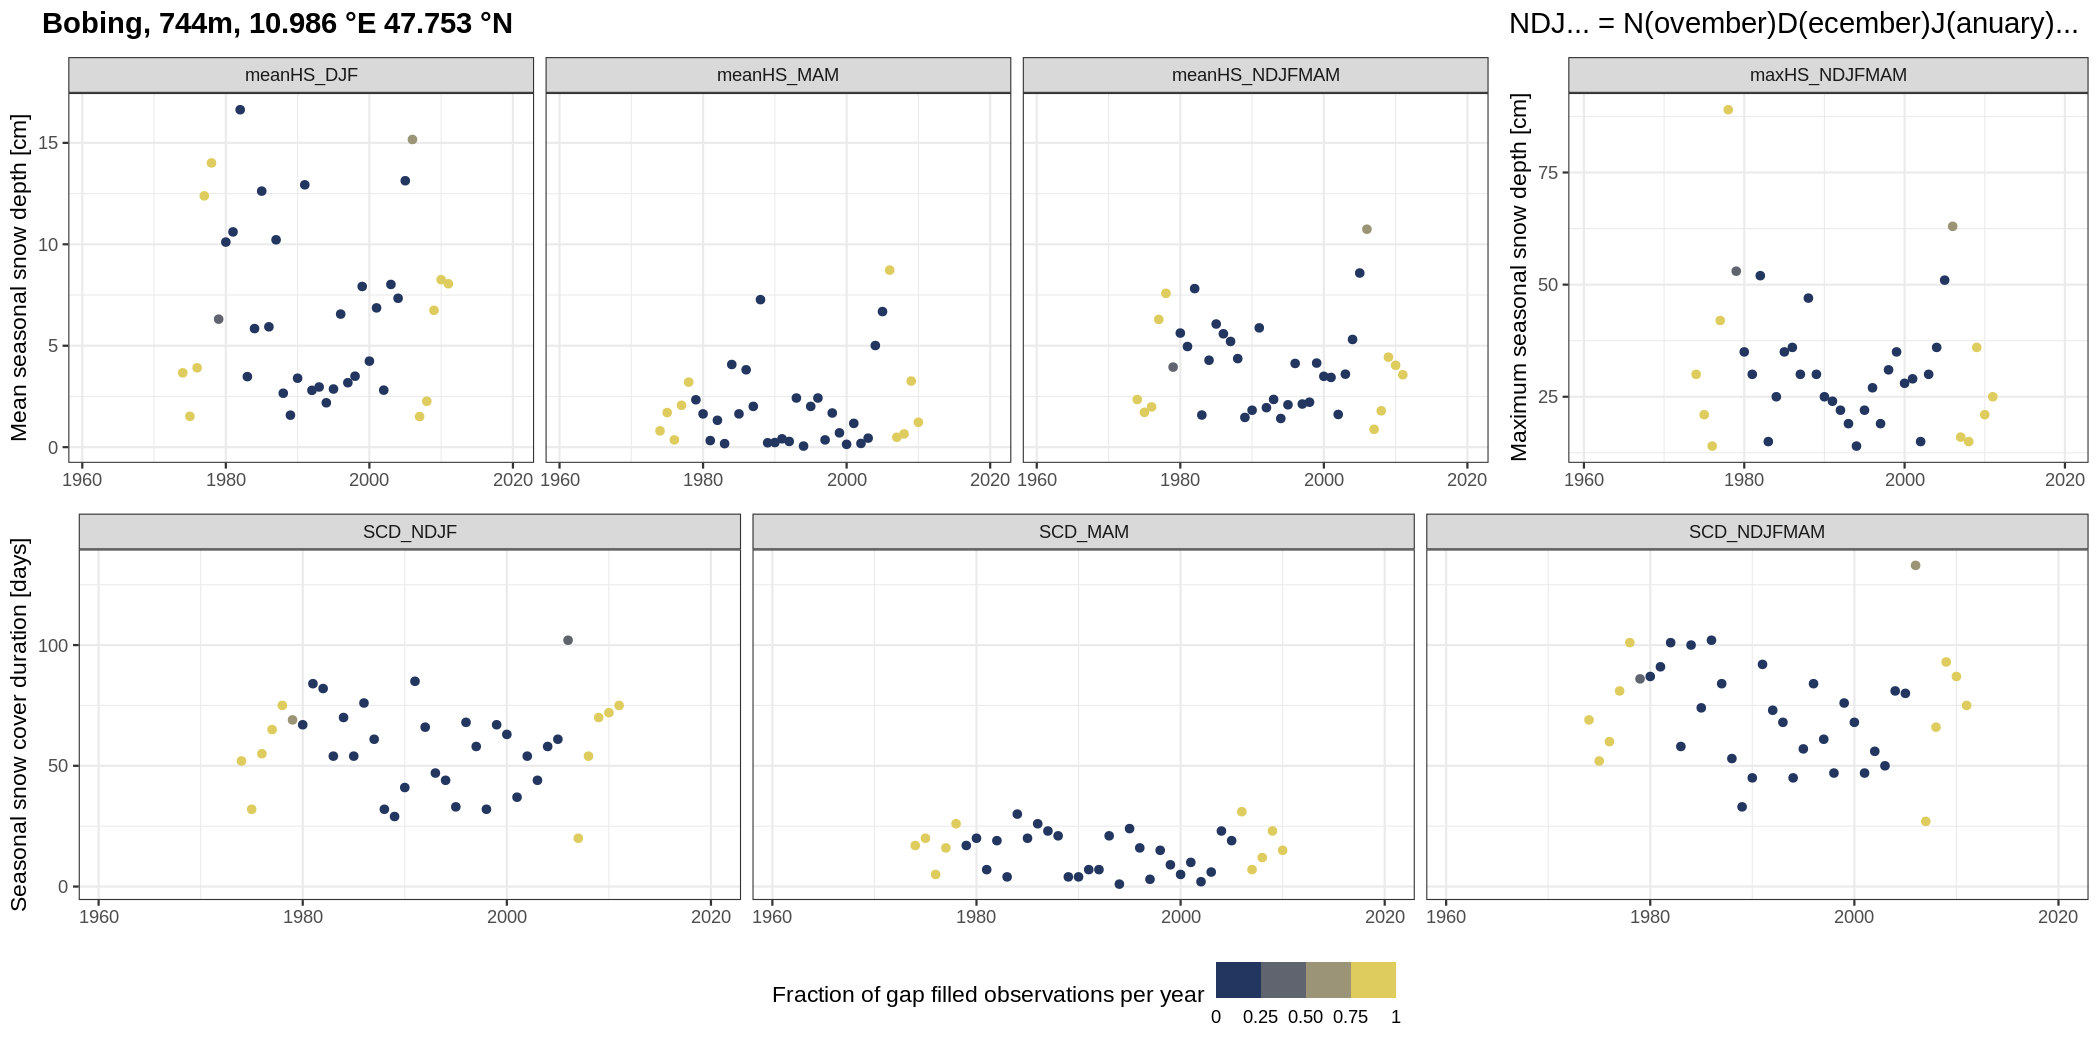 Bobing, 744m, 10.986 °E 47.753 °N
NDJ... = N(ovember)D(ecember)J(anuary)...
meanHS_DJF
meanHS_MAM
meanHS_NDJFMAM
maxHS_NDJFMAM
Mean seasonal snow depth [cm]
15
10
5
0
1960 1980 2000 2020
1960 1980 2000 2020
1960 1980 2000 2020
Maximum seasonal snow depth [cm]
75
50
25
1960 1980 2000 2020
SCD_NDJF
SCD_MAM
SCD_NDJFMAM
Seasonal snow cover duration [days]
100
50
0
1960 1980 2000 2020
1960 1980 2000 2020
1960 1980 2000 2020
Fraction of gap filled observations per year
0 0.25 0.50 0.75 1